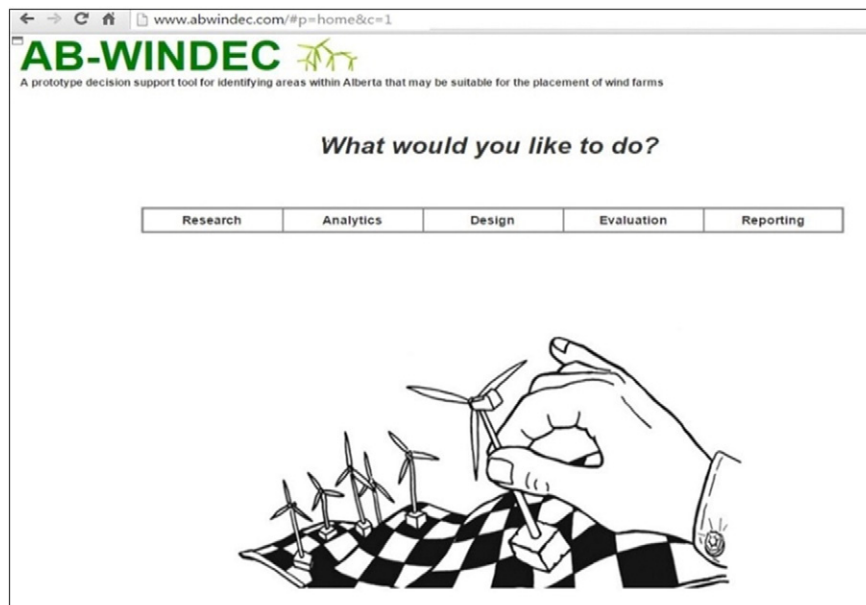 www.abwindec.com/#p=home&c=1
AB-WINDEC
A prototype decision support tool for identifying areas within Alberta that may be suitable for the placement of wind farms
What would you like to do?
Research Analytics Design Evaluation Reporting